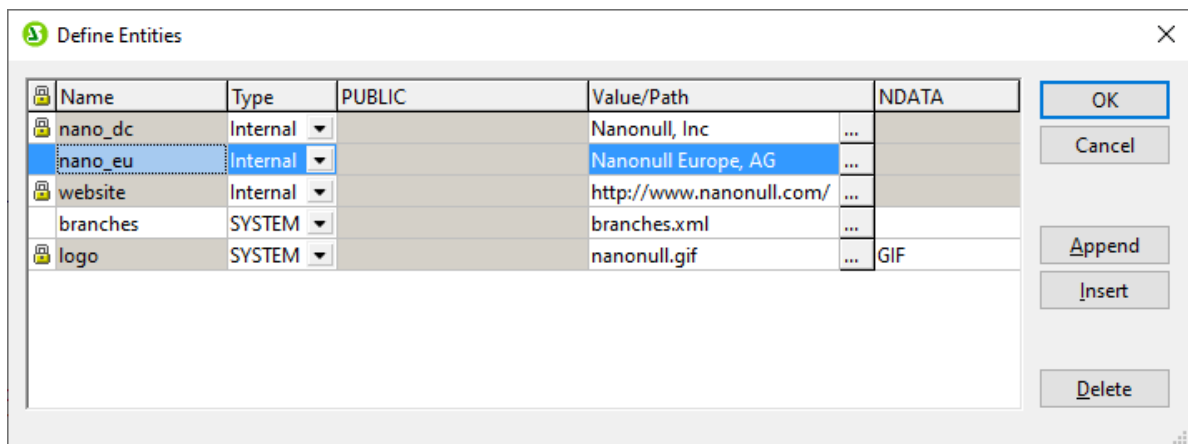 Define Entities
Name Type PUBLIC Value/Path NDATA
nano_dc Internal Nanonull, Inc ...
nano_eu Internal Nanonull Europe, AG ...
website Internal http://www.nanonull.com/ ...
branches SYSTEM branches.xml ...
logo SYSTEM nanonull.gif ... GIF
OK
Cancel
Append
Insert
Delete